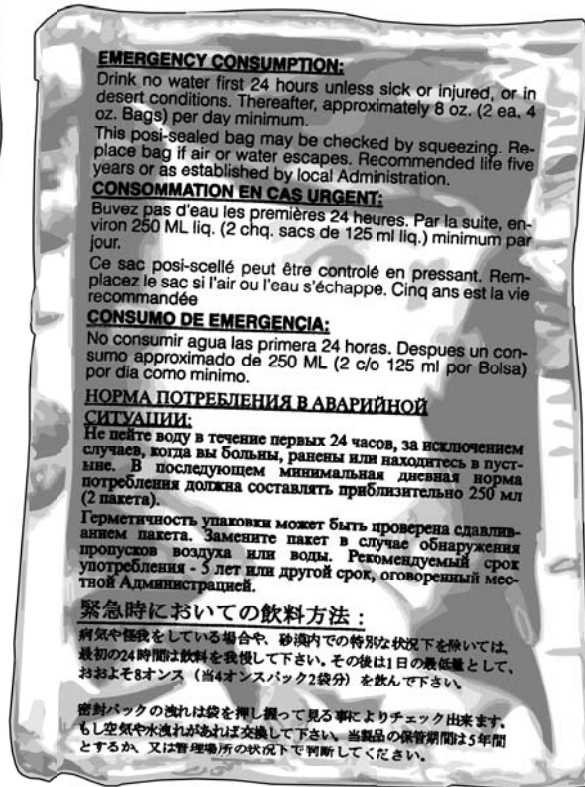 EMERGENCY CONSUMPTION:
Drink no water first 24 hours unless sick or injured, or in
desert conditions. Thereafter, approximately 8 oz. (2 ea. 4
oz. Bags) per day minimum.
This posi-sealed bag may be checked by squeezing. Re-
place bag if air or water escapes. Recommended life five
years or as established by local Administration.
CONSOMMATION EN CAS URGENT:
Buvez pas d'eau les premières 24 heures. Par la suite, en-
viron 250 ML liq. (2 chq. sacs de 125 ml liq.) minimum par
jour.
Ce sac posi-scellé peut être controlé en pressant. Rem-
placez le sac si l'air ou l'eau s'échappe. Cinq ans est la vie
recommandée
CONSUMO DE EMERGENCIA:
No consumir agua las primera 24 horas. Despues un con-
sumo approximado de 250 ML (2 c/o 125 ml por Bolsa)
por dia como minimo.
НОРМА ПОТРЕБЛЕНИЯ В АВАРИЙНОЙ
СИТУАЦИИ:
Не пейте воду в течение первых 24 часов, за исключением
случаев, когда вы больны, ранены или находитесь в пуст-
ыне. В последующем минимальная дневная норма
потребления должна составлять приблизительно 250 мл
(2 пакета).
Герметичность упаковки может быть проверена сдавлив-
анием пакета. Замените пакет в случае обнаружения
пропусков воздуха или воды. Рекомендуемый срок
употребления - 5 лет или другой срок, оговоренный мес-
тной Администрацией.
緊急時においての飲料方法：
病気や怪我をしている場合や、砂漠内での特別な状況下を除いては、
最初の24時間は飲料を我慢して下さい。その後は1日の最低量として、
おおよそ8オンス（当4オンスパック2袋分）を飲んで下さい。
密封パックの洩れは袋を押し握って見る事によりチェック出来ます。
もし空気や水洩れがあれば交換して下さい。当製品の保管期間は5年間
とするか、又は管理場所の状況下で判断してください。